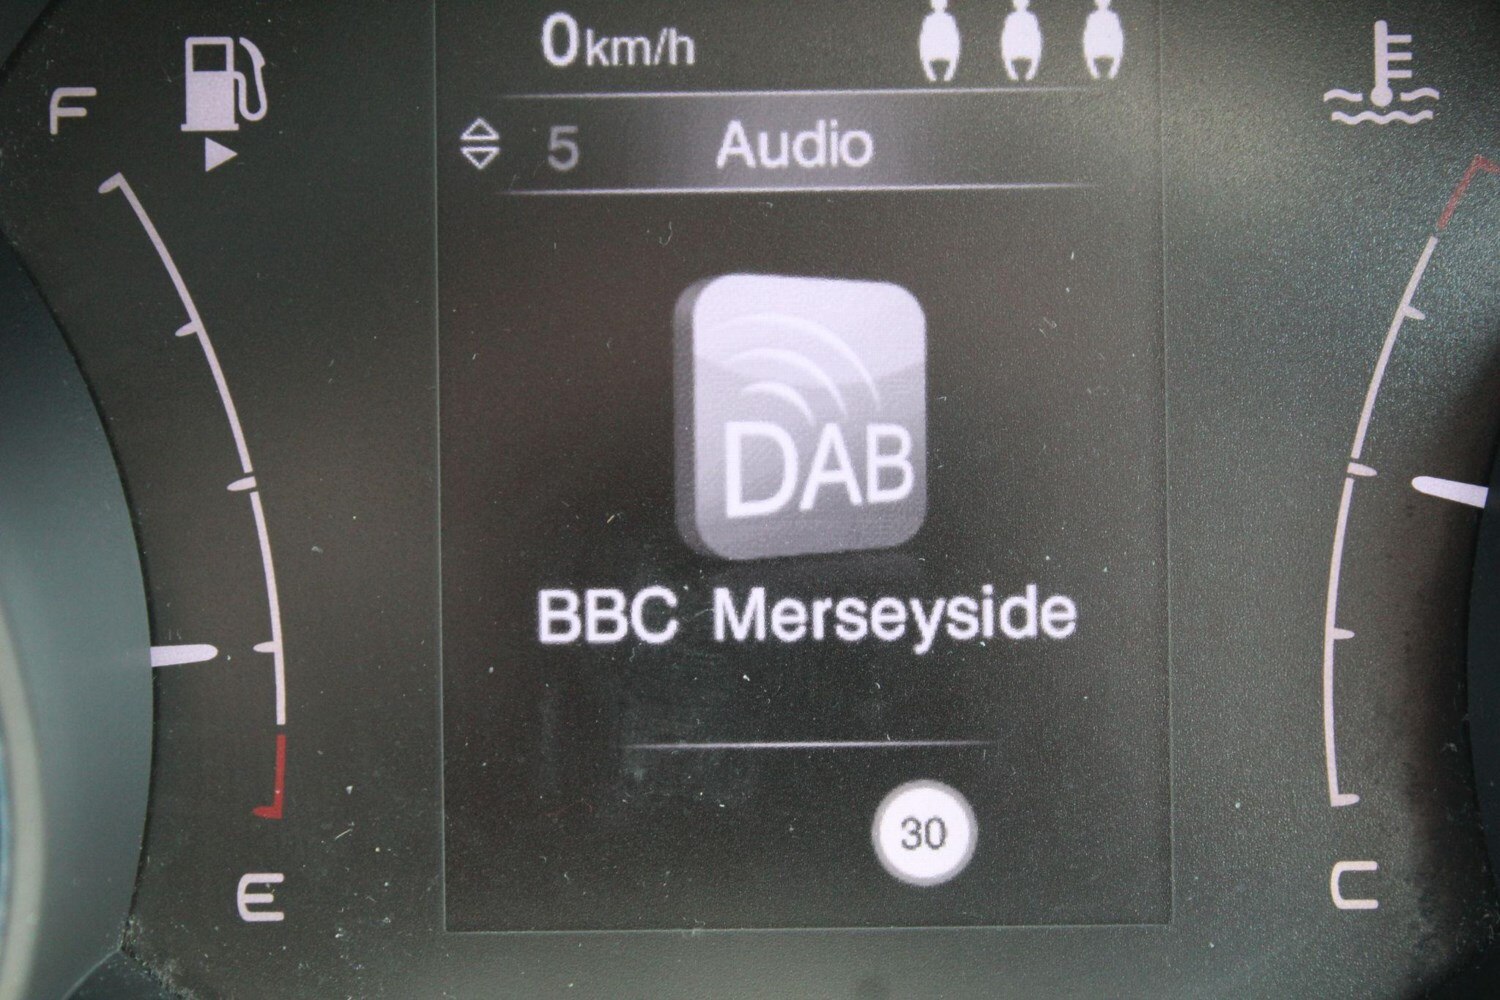 0km/h
F
5 Audio
DAB
BBC Merseyside
30
E
C